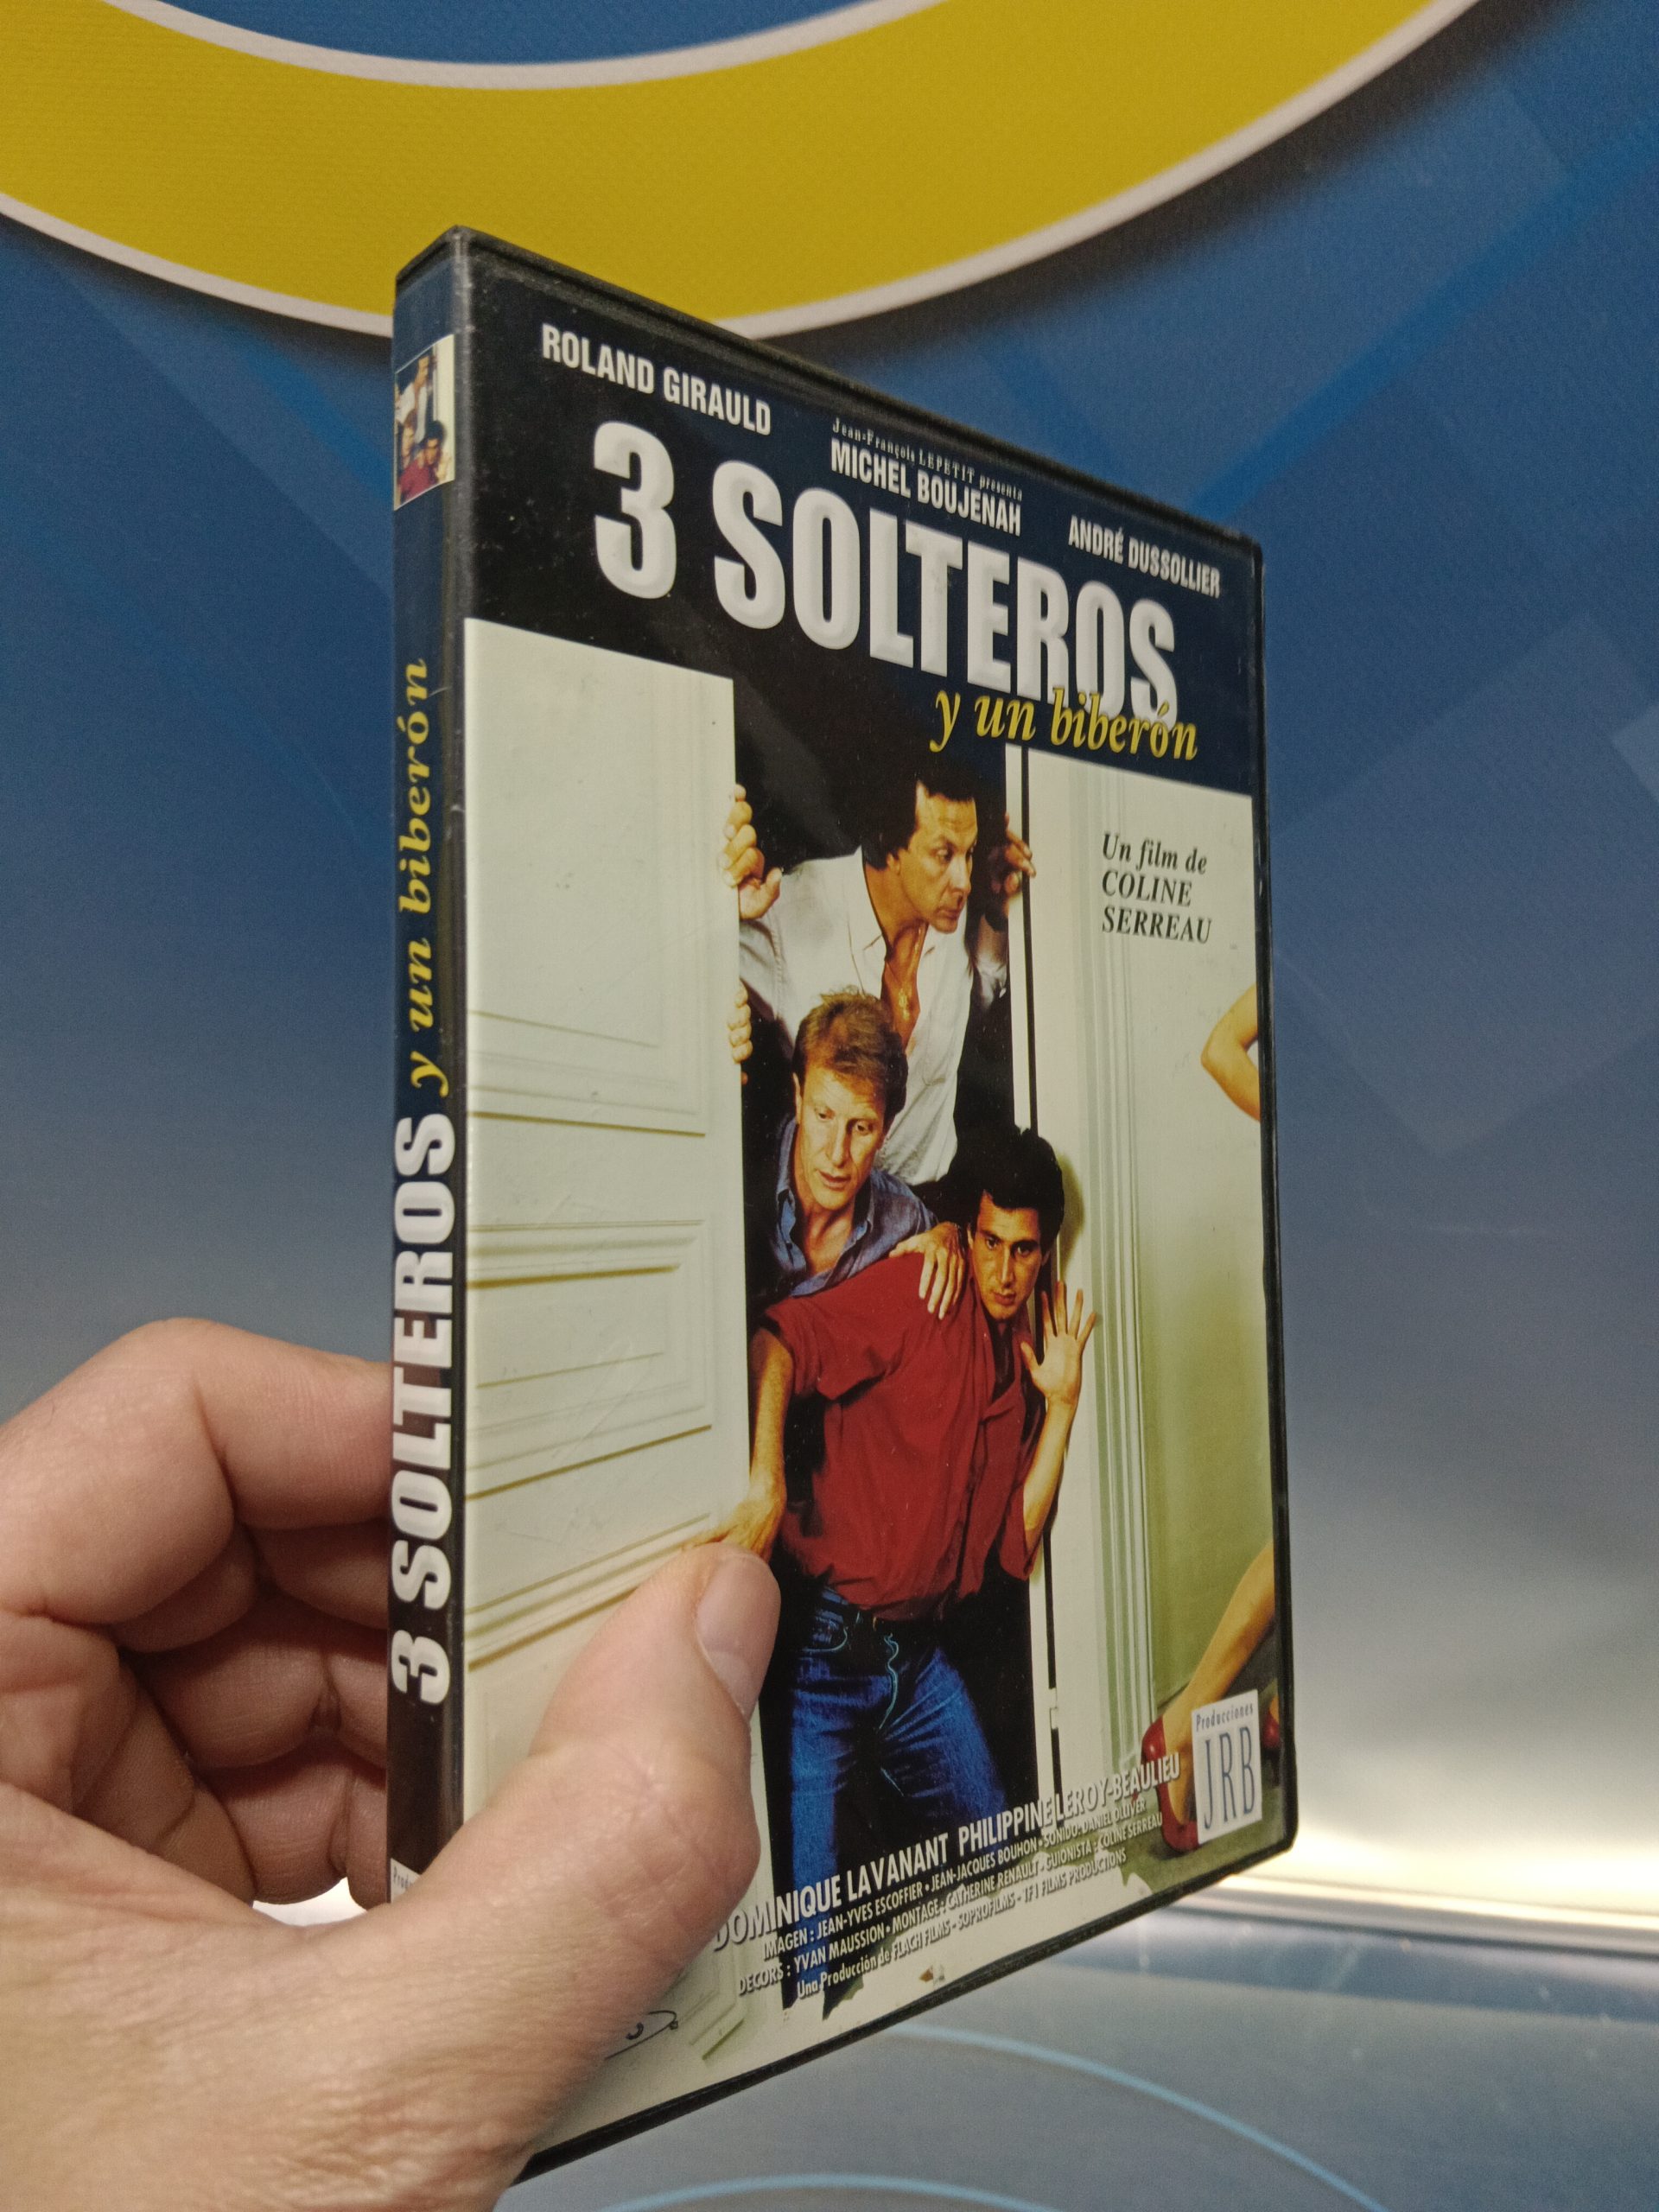 ROLAND GIRAULD
Jean-François LEPETIT presenta
MICHEL BOUJENAH
ANDRÉ DUSSOLLIER
3 SOLTEROS
y un biberón
Un film de
COLINE
SERREAU
3 SOLTEROS y un biberón
Producciones
JRB
DOMINIQUE LAVANANT PHILIPPINE LEROY-BEAULIEU
IMAGEN : JEAN-YVES ESCOFFIER • JEAN-JACQUES BOUHON • SONIDO: DANIEL OLLIVER
DECORS : YVAN MAUSSION • MONTAGE : CATHERINE RENAULT - GUIONISTA : COLINE SERREAU
Una Producción de FLACH FILMS - SOPROFILMS - TF1 FILMS PRODUCTIONS